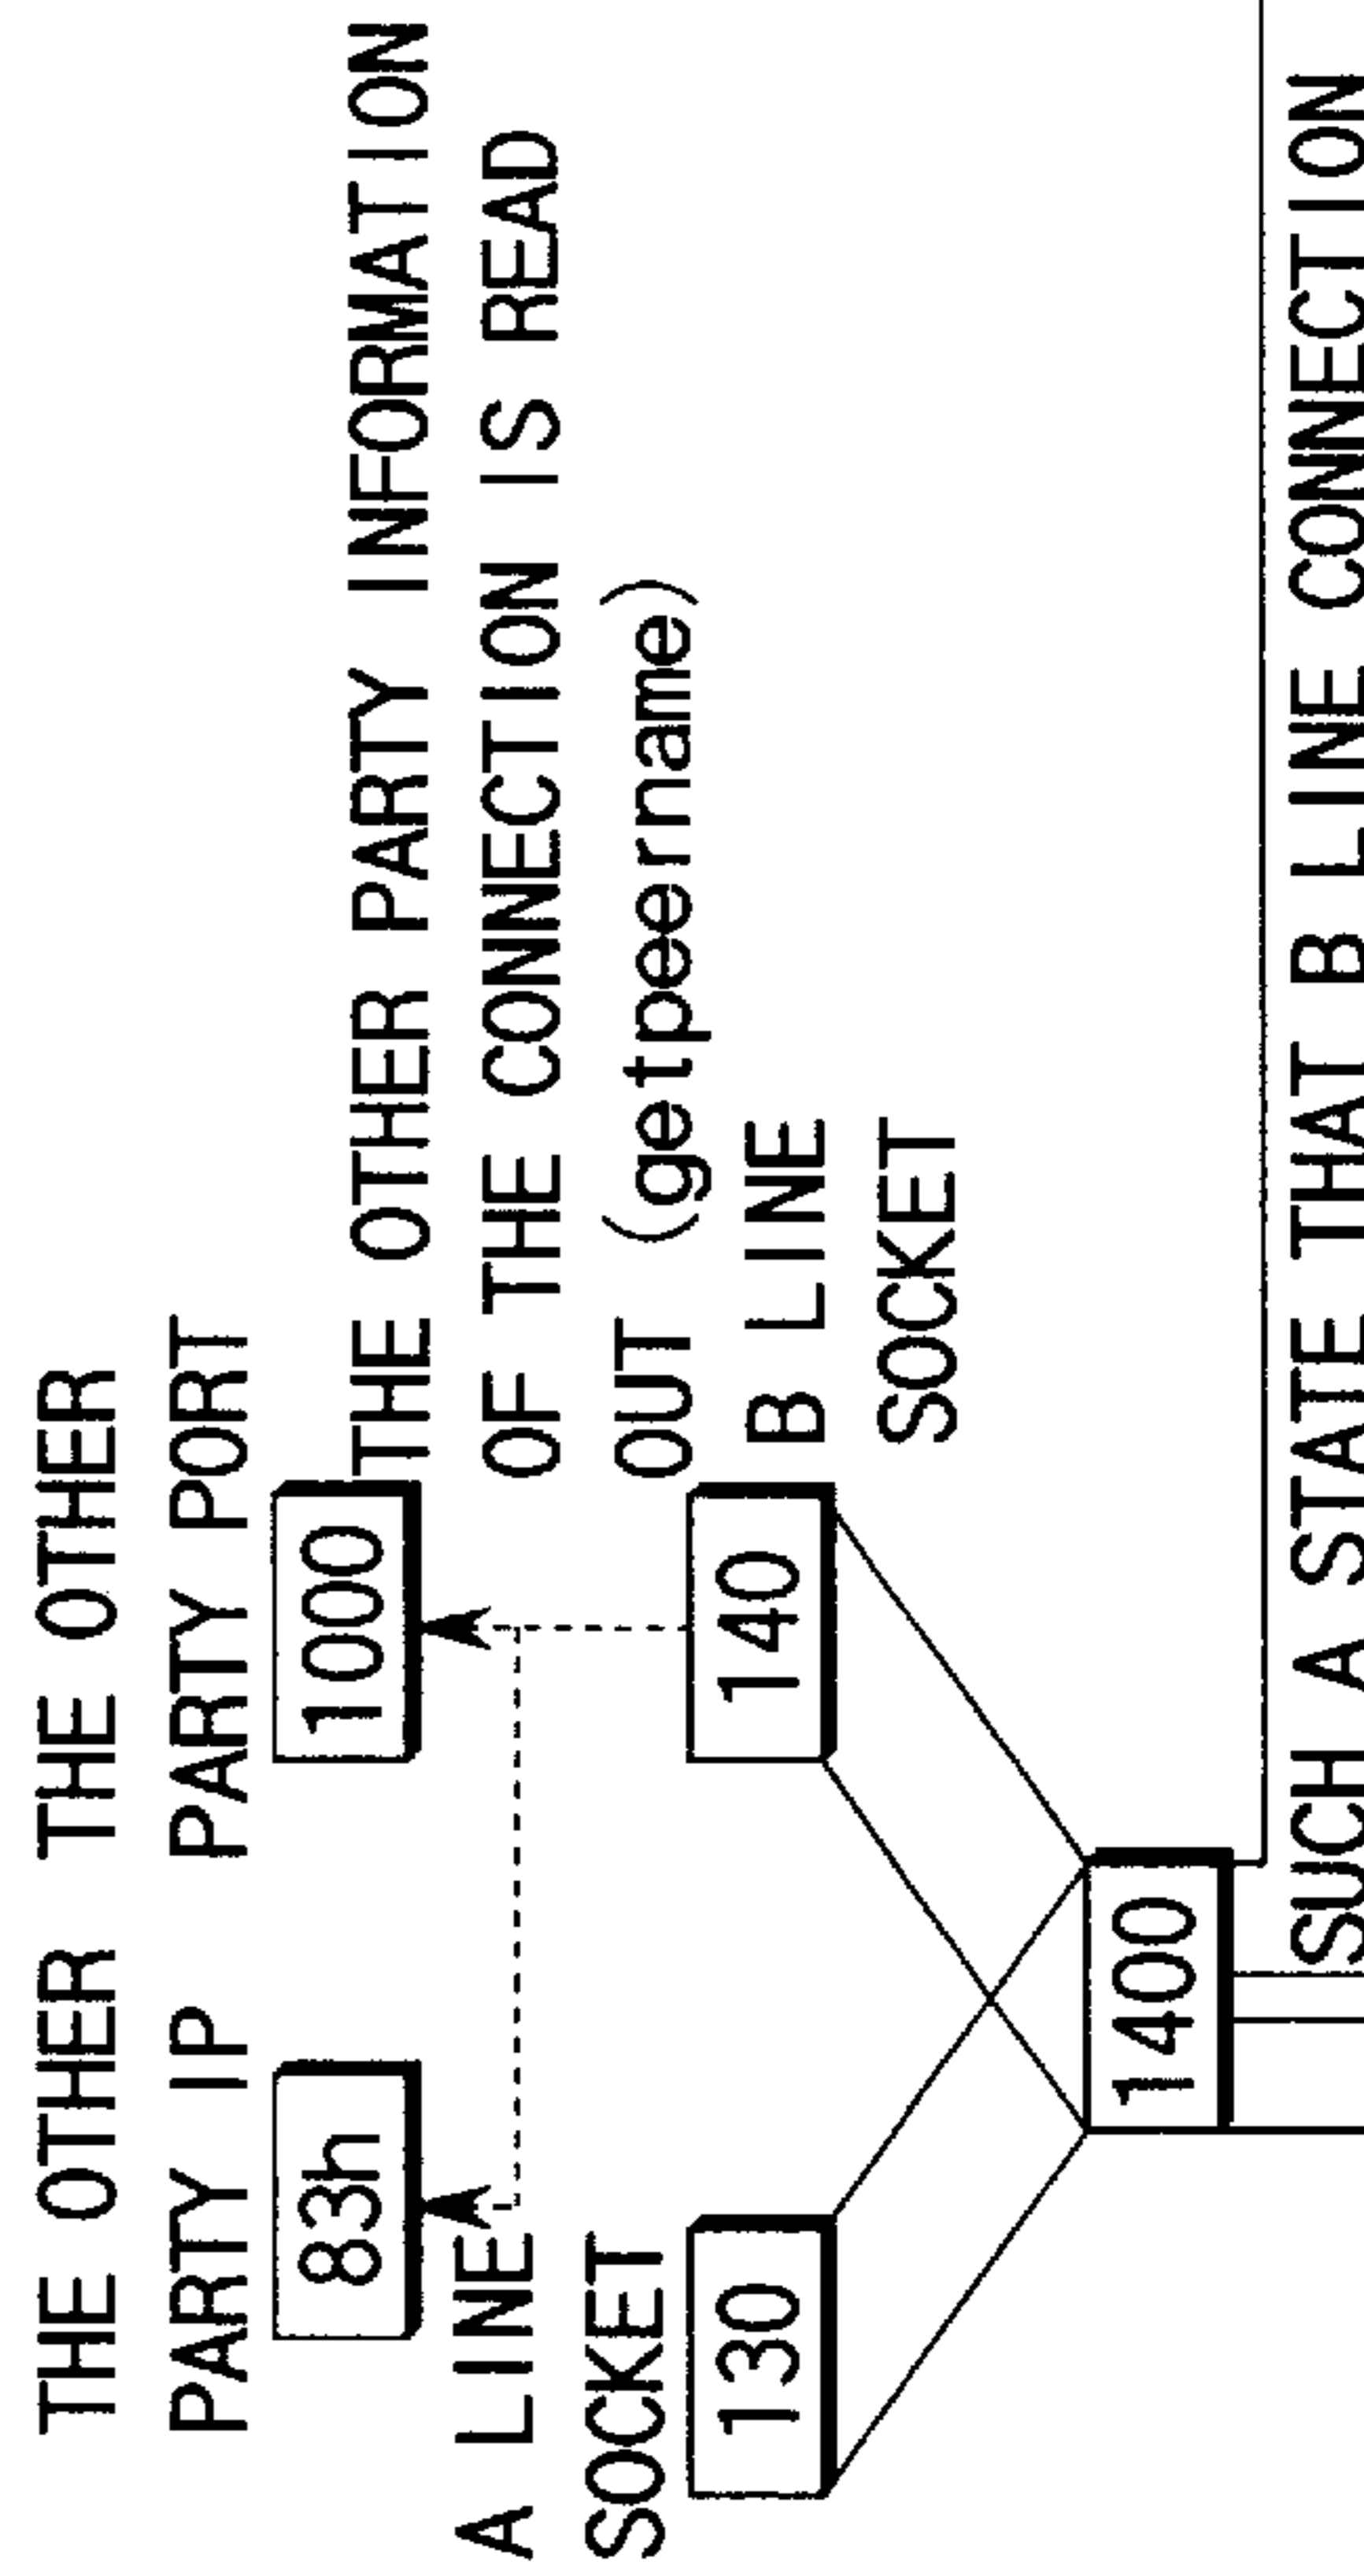 THE OTHER
PARTY IP
THE OTHER
PARTY PORT
83h
1000
THE OTHER PARTY INFORMATION
OF THE CONNECTION IS READ
OUT (getpeername)
A LINE
SOCKET
B LINE
SOCKET
130
140
1400
SUCH A STATE THAT B LINE CONNECTION